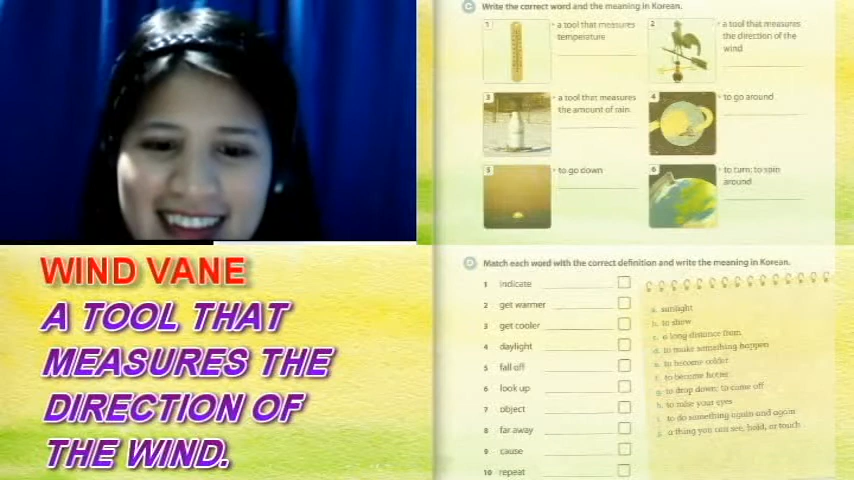 C Write the correct word and the meaning in Korean.
1
• a tool that measures
temperature
2
• a tool that measures
the direction of the
wind
3
• a tool that measures
the amount of rain
4
• to go around
5
• to go down
6
• to turn; to spin
around
WIND VANE
A TOOL THAT
MEASURES THE
DIRECTION OF
THE WIND.
D Match each word with the correct definition and write the meaning in Korean.
1 indicate
2 get warmer
3 get cooler
4 daylight
5 fall off
6 look up
7 object
8 far away
9 cause
10 repeat
a. sunlight
b. to show
c. a long distance from
d. to make something happen
e. to become colder
f. to become hotter
g. to drop down; to come off
h. to raise your eyes
i. to do something again and again
j. a thing you can see, hold, or touch